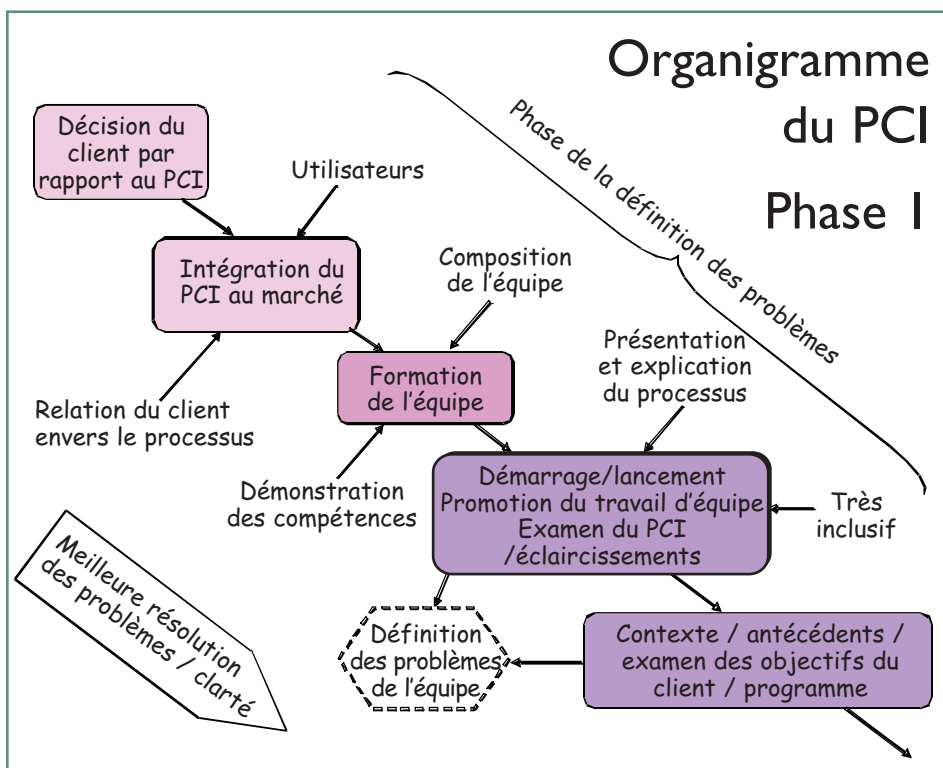 Organigramme
du PCI
Phase 1
Phase de la définition des problèmes
Décision du
client par
rapport au PCI
Utilisateurs
Intégration du
PCI au marché
Composition
de l'équipe
Présentation
et explication
du processus
Formation
de l'équipe
Relation du client
envers le processus
Démonstration
des compétences
Démarrage/lancement
Promotion du travail d'équipe
Examen du PCI
/éclaircissements
Très
inclusif
Meilleure résolution
des problèmes / clarté
Définition
des problèmes
de l'équipe
Contexte / antécédents /
examen des objectifs du
client / programme